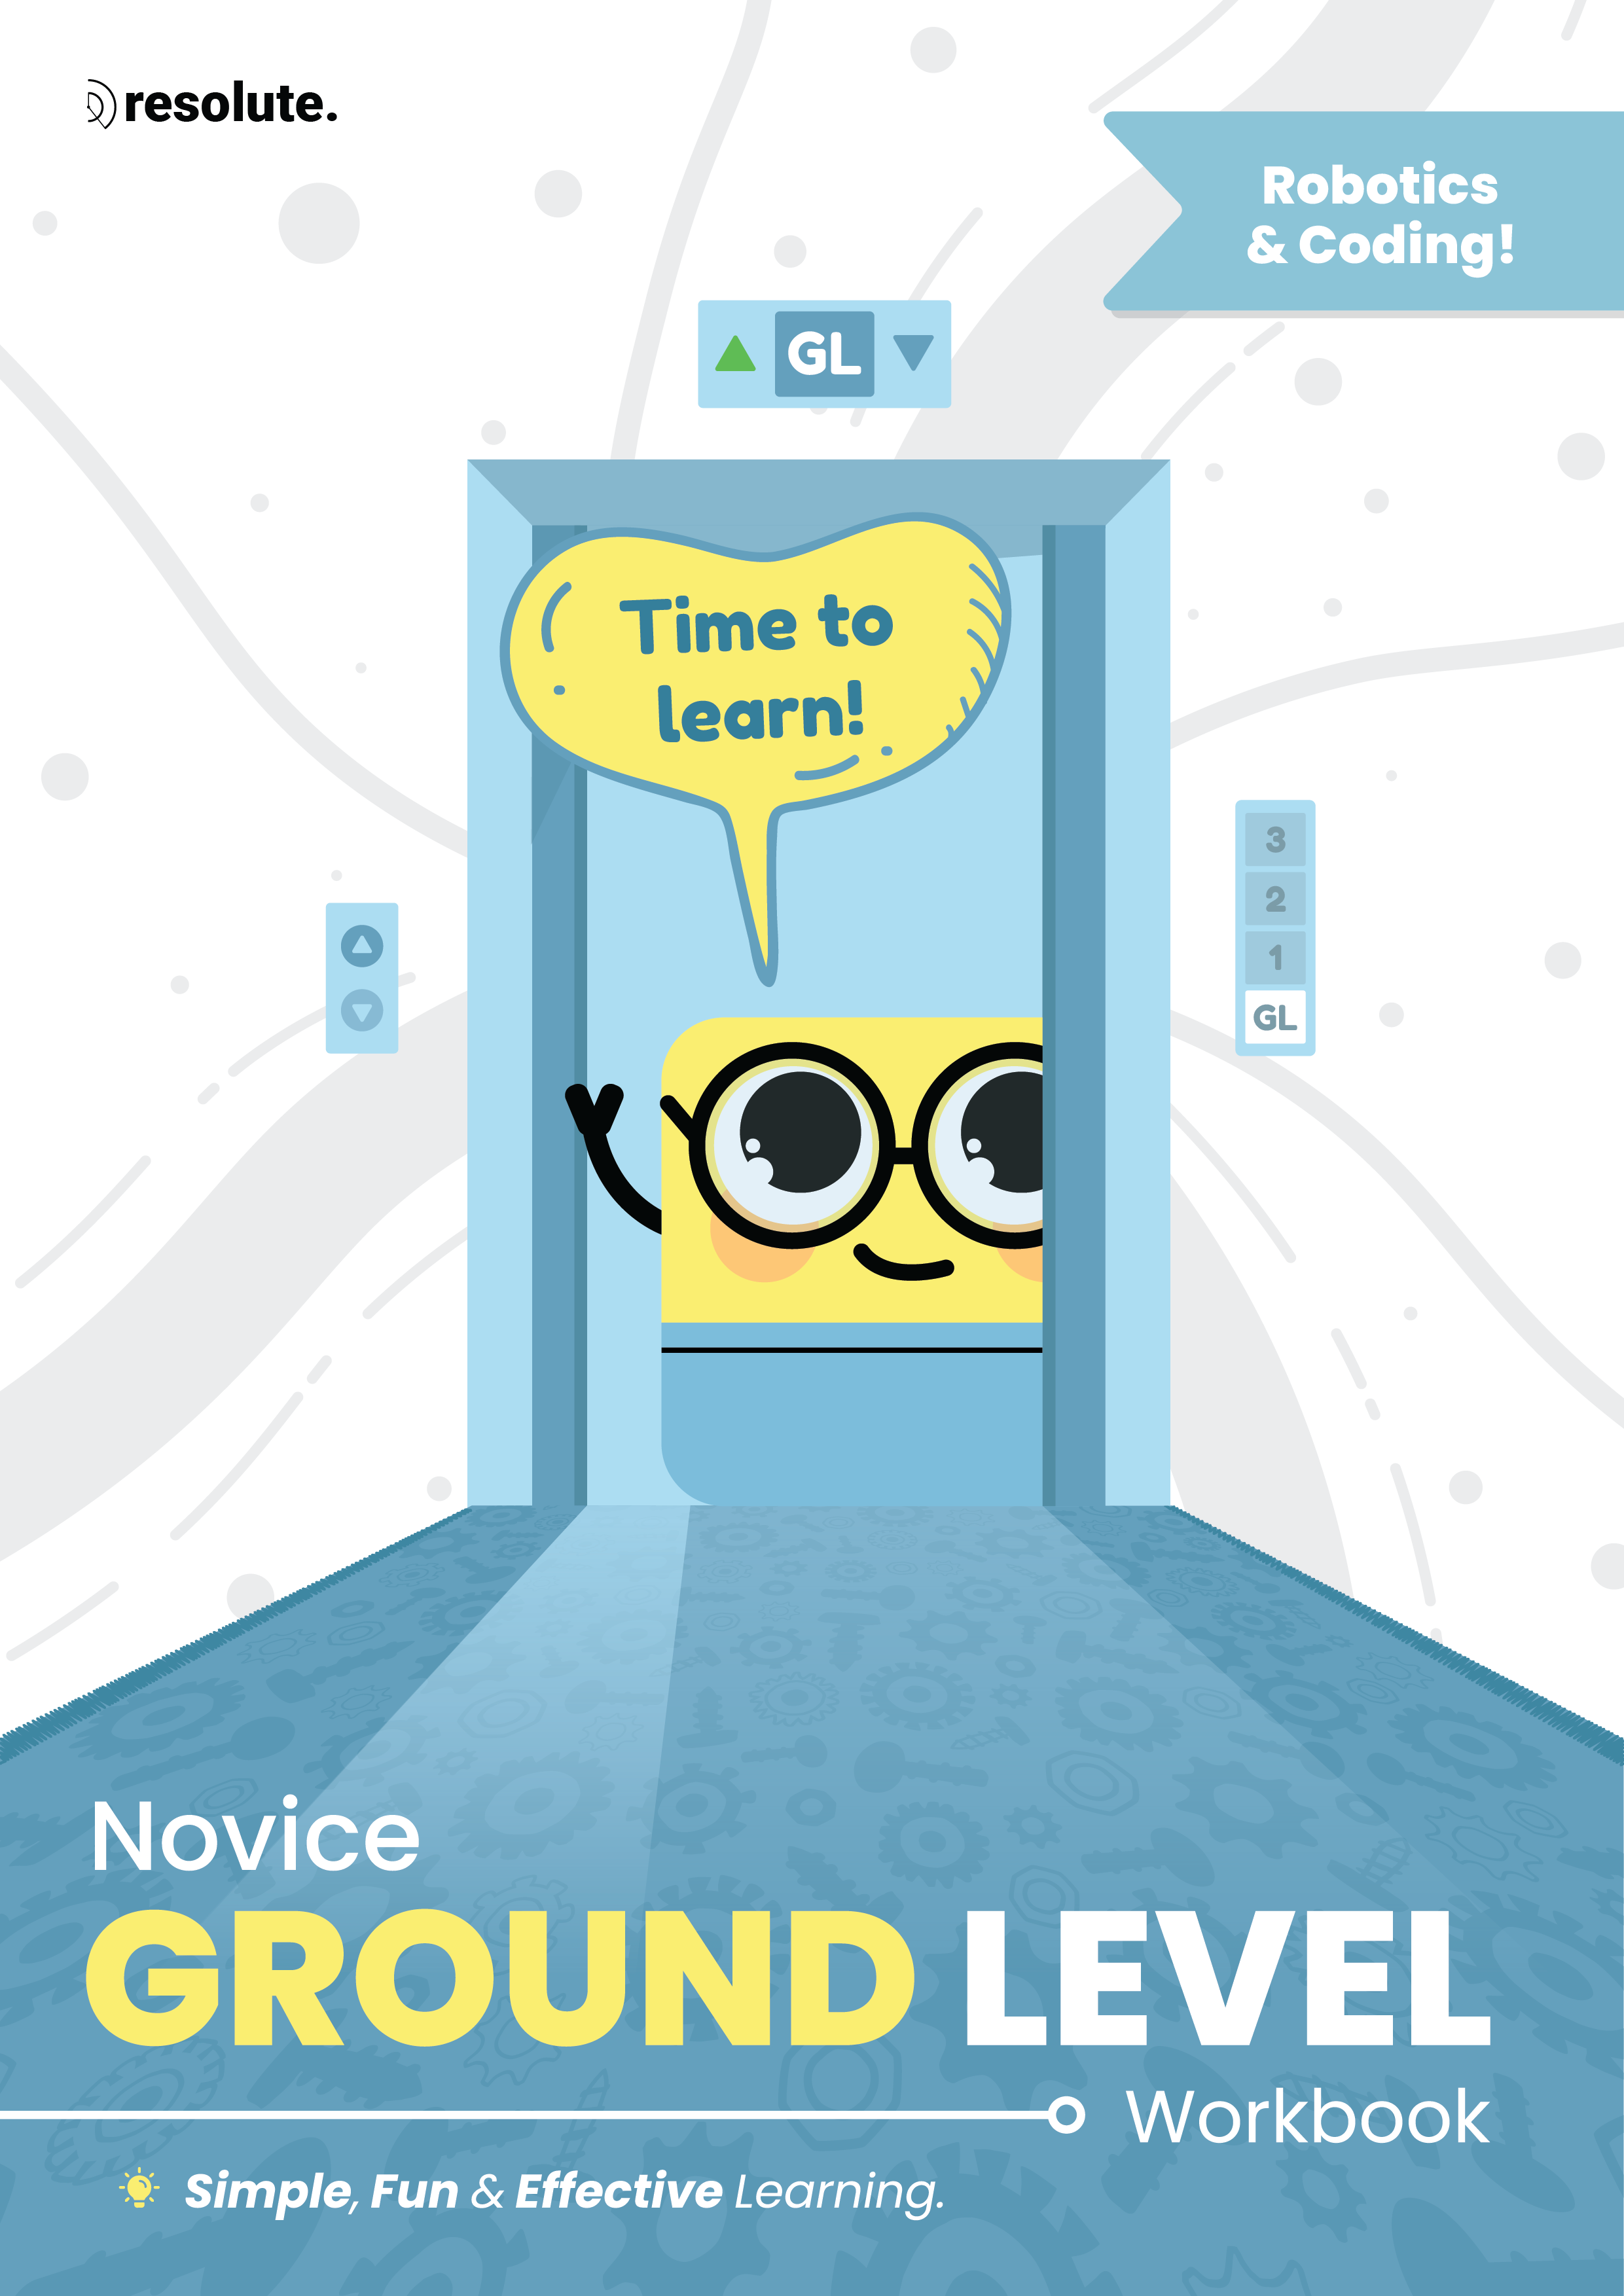 resolute.
Robotics
& Coding!
GL
Time to
learn!
3
2
1
GL
Novice
GROUND LEVEL
Workbook
Simple, Fun & Effective Learning.